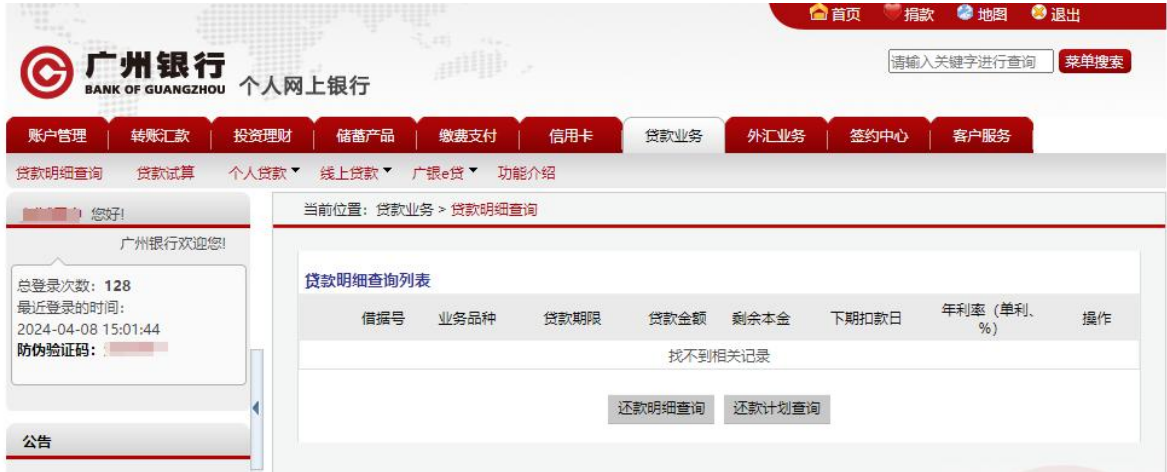 首页 捐款 地图 退出
广州银行
BANK OF GUANGZHOU
个人网上银行
请输入关键字进行查询 菜单搜索
账户管理 转账汇款 投资理财 储蓄产品 缴费支付 信用卡 贷款业务 外汇业务 签约中心 客户服务
贷款明细查询 贷款试算 个人贷款 线上贷款 广银e贷 功能介绍
您好!
广州银行欢迎您!
总登录次数：128
最近登录的时间：
2024-04-08 15:01:44
防伪验证码：
公告
当前位置：贷款业务 > 贷款明细查询
贷款明细查询列表
借据号 业务品种 贷款期限 贷款金额 剩余本金 下期扣款日 年利率（单利、%） 操作
找不到相关记录
还款明细查询 还款计划查询